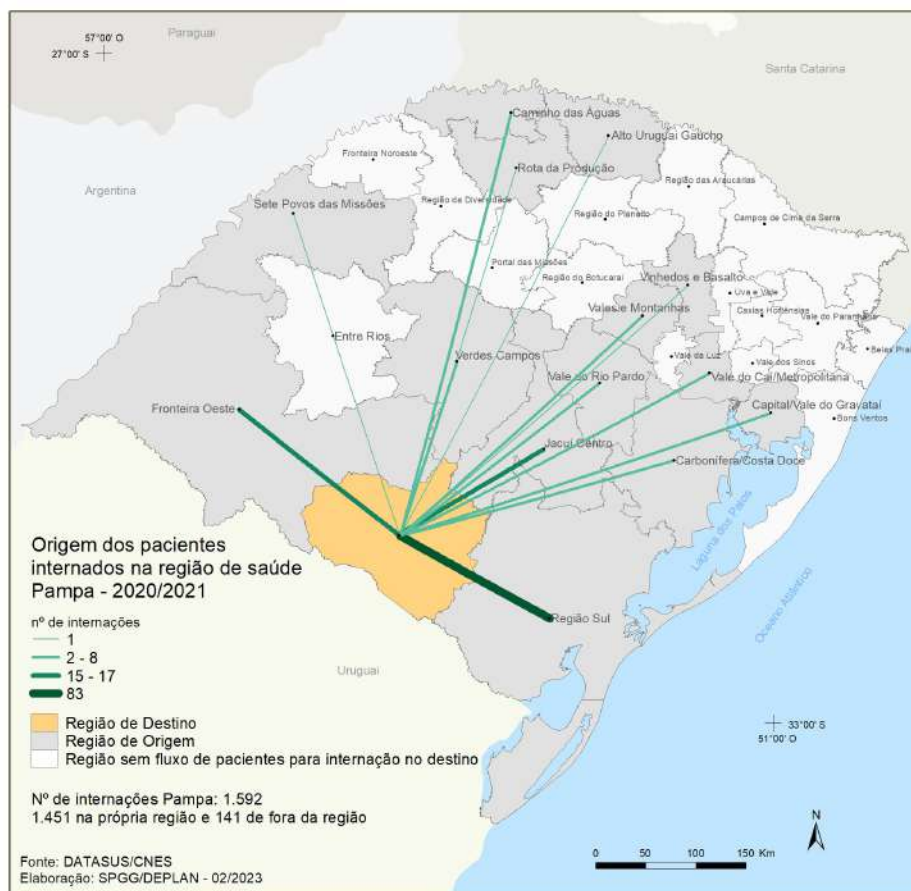 Paraguai
57°00' O
27°00' S
Santa Catarina
Caminho das Águas
Alto Uruguai Gaúcho
Fronteira Noroeste
Rota da Produção
Região das Araucárias
Argentina
Sete Povos das Missões
Região da Diversidade
Região do Planalto
Campos de Cima da Serra
Portal das Missões
Região do Botucaraí
Vinhedos e Basalto
Uva e Vale
Vales e Montanhas
Caxias Hortênsias
Vale do Paranhana
Entre Rios
Verdes Campos
Vale da Luz
Vale dos Sinos
Belas
Vale do Rio Pardo
Vale do Caí/Metropolitana
Fronteira Oeste
Capital/Vale do Gravataí
Bons Ventos
Jacuí Centro
Carbonífera/Costa Doce
Laguna dos Patos
Oceano Atlântico
Origem dos pacientes
internados na região de saúde
Pampa - 2020/2021
nº de internações
1
2 - 8
15 - 17
83
Região Sul
Uruguai
Região de Destino
Região de Origem
Região sem fluxo de pacientes para internação no destino
33°00' S
51°00' O
Nº de internações Pampa: 1.592
1.451 na própria região e 141 de fora da região
N
Fonte: DATASUS/CNES
Elaboração: SPGG/DEPLAN - 02/2023
0 50 100 150 Km